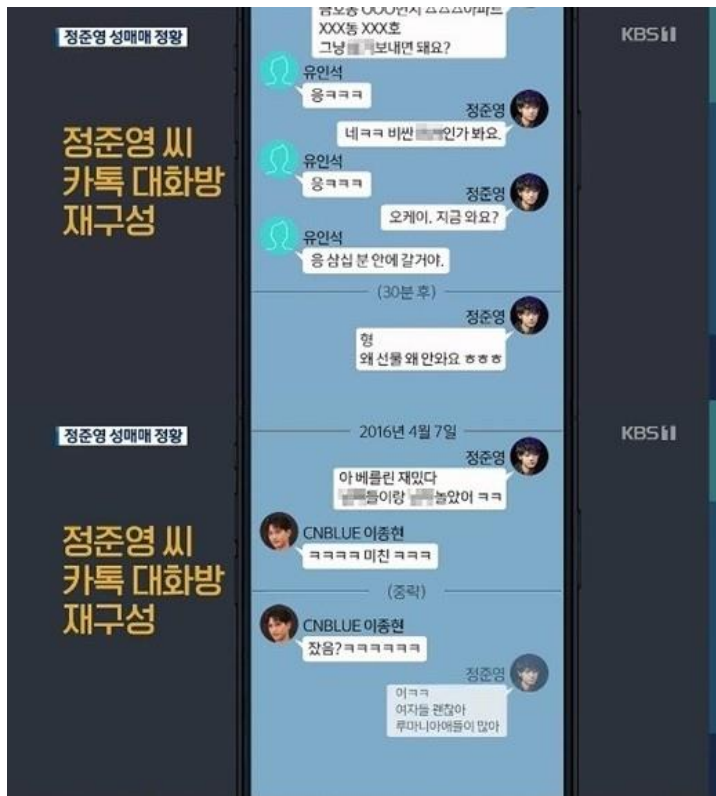 정준영 성매매 정황
KBS1
정준영 씨
카톡 대화방
재구성
XXX동 XXX호
그냥 보내면 돼요?
유인석
응ㅋㅋㅋ
정준영
네ㅋㅋ 비싼 인가 봐요.
유인석
응ㅋㅋㅋ
정준영
오케이. 지금 와요?
유인석
응 삼십 분 안에 갈거야.
(30분 후)
정준영
형
왜 선물 왜 안와요 ㅎㅎㅎ
정준영 성매매 정황
KBS1
정준영 씨
카톡 대화방
재구성
2016년 4월 7일
정준영
아 베를린 재밌다
들이랑 놀았어 ㅋㅋ
CNBLUE 이종현
ㅋㅋㅋㅋ 미친 ㅋㅋㅋ
(중략)
CNBLUE 이종현
잤음?ㅋㅋㅋㅋㅋㅋ
정준영
어ㅋㅋ
여자들 괜찮아
루마니아애들이 많아